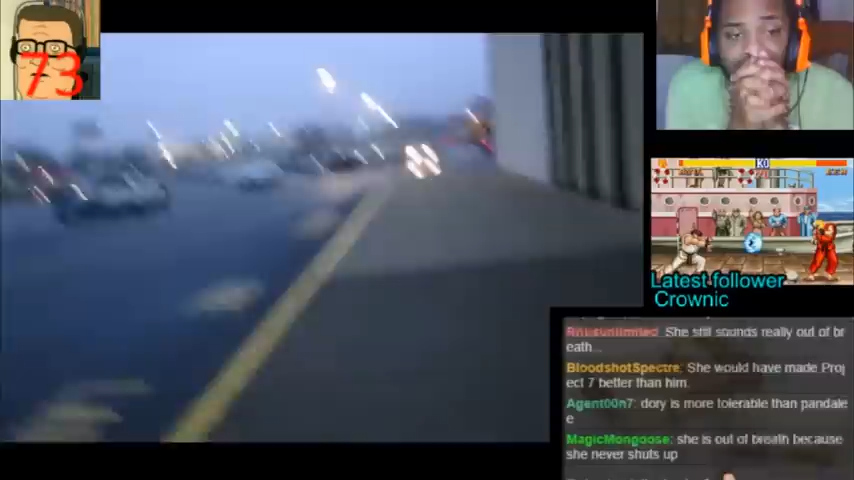 73
KO
Latest follower
Crownic
She still sounds really out of br
eath...
BloodshotSpectre: She would have made Proj
ect 7 better than him.
Agent00n7: dory is more tolerable than pandale
e
MagicMongoose: she is out of breath because
she never shuts up